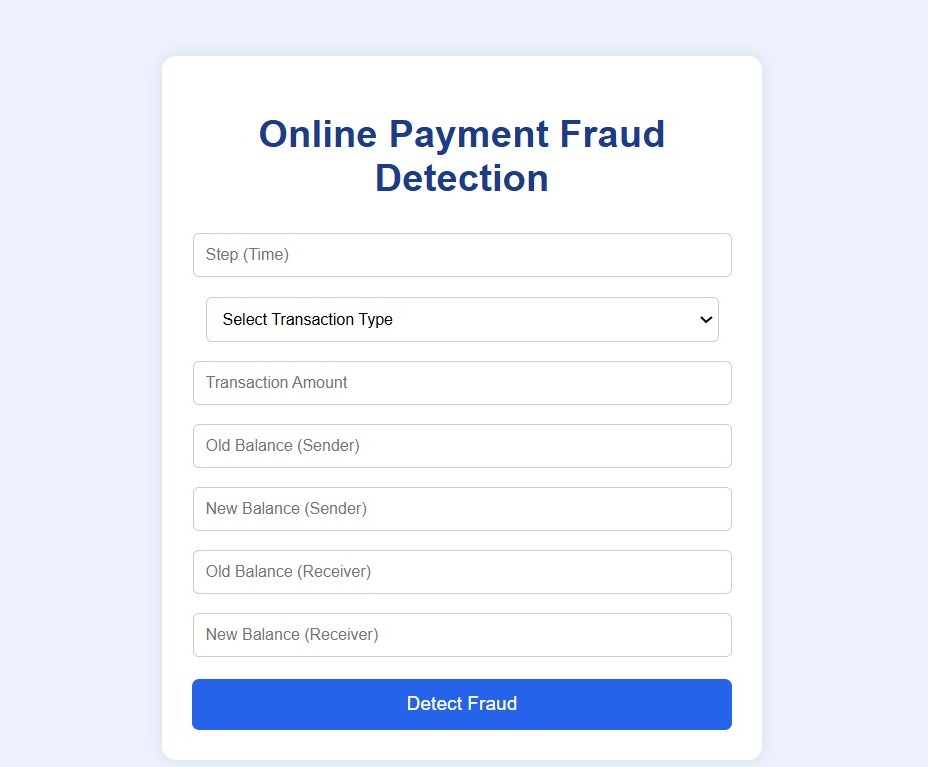 Online Payment Fraud
Detection
Step (Time)
Select Transaction Type
Transaction Amount
Old Balance (Sender)
New Balance (Sender)
Old Balance (Receiver)
New Balance (Receiver)
Detect Fraud